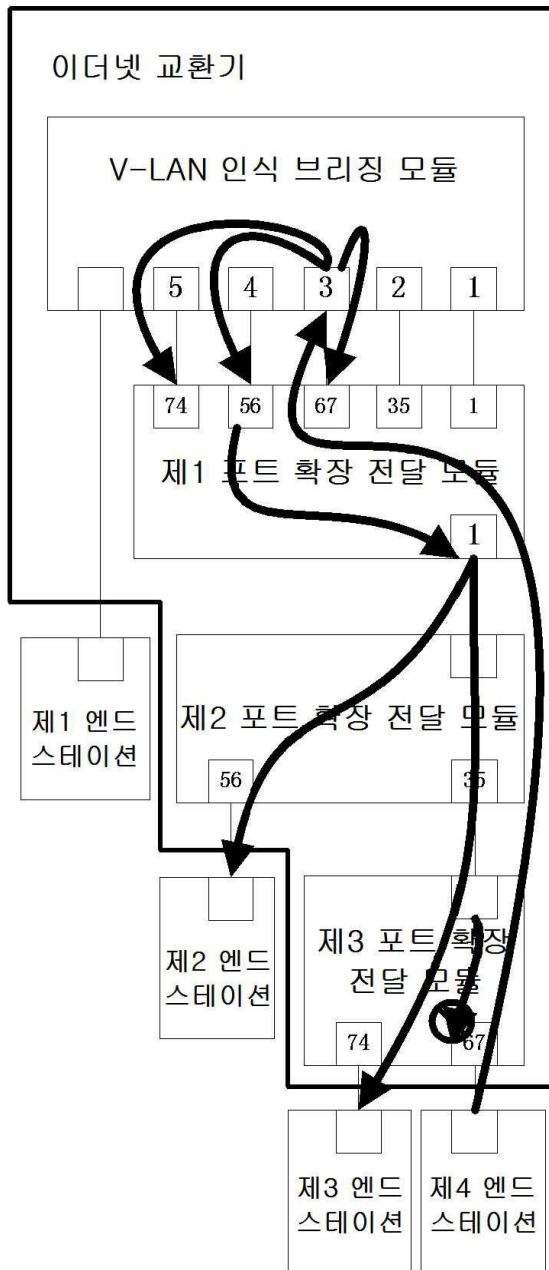 이더넷 교환기
V-LAN 인식 브리징 모듈
5 4 3 2 1
74 56 67 35 1
제1 포트 확장 전달 모듈
1
제1 엔드
스테이션
제2 포트 확장 전달 모듈
56 35
제2 엔드
스테이션
제3 포트 확장
전달 모듈
74 67
제3 엔드
스테이션
제4 엔드
스테이션